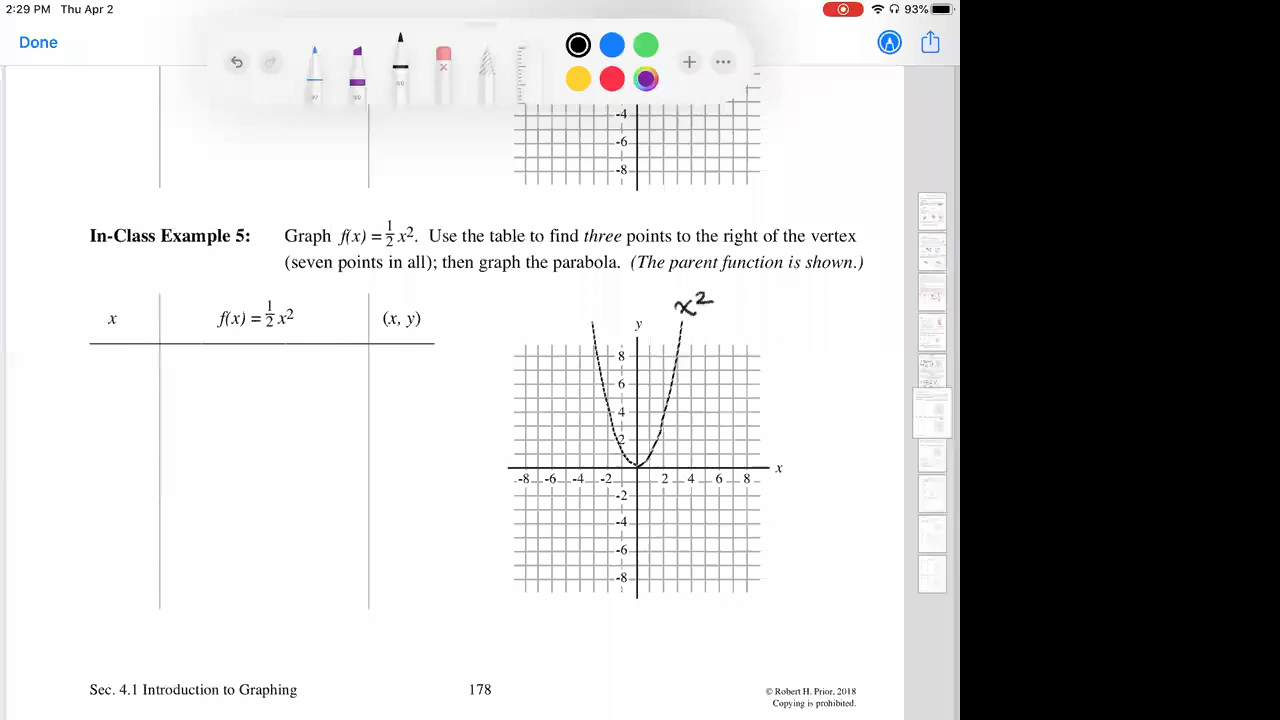 2:29 PM Thu Apr 2
93%
Done
-4
-6
-8
In-Class Example 5: Graph f(x) = 1/2 x². Use the table to find three points to the right of the vertex
(seven points in all); then graph the parabola. (The parent function is shown.)
x f(x) = 1/2 x² (x, y)
x²
y
8
6
4
2
x
-8 -6 -4 -2 2 4 6 8
-2
-4
-6
-8
Sec. 4.1 Introduction to Graphing 178 © Robert H. Prior, 2018
Copying is prohibited.